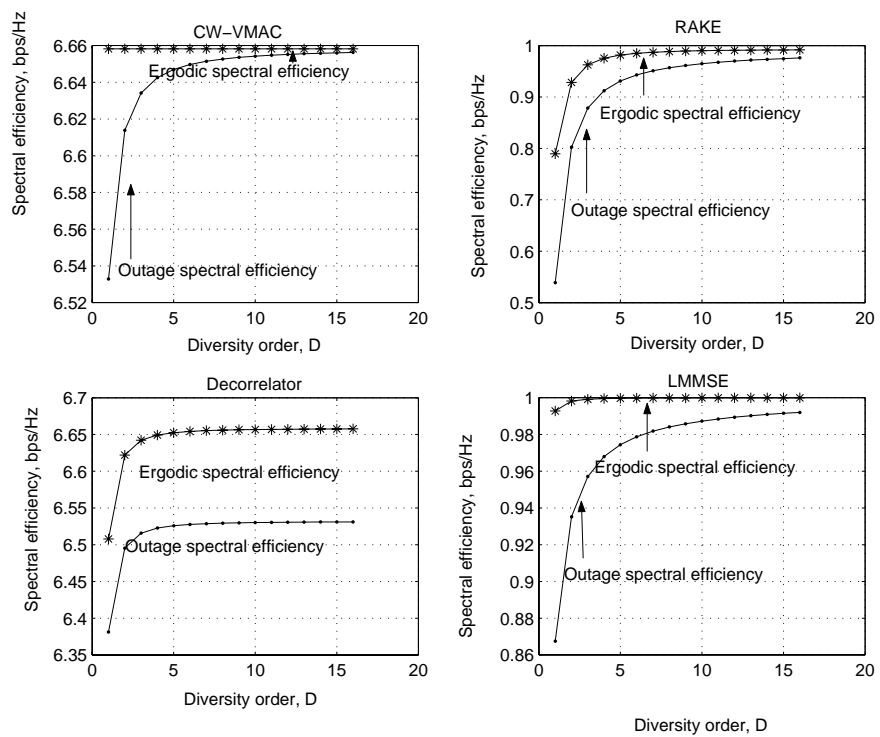 CW−VMAC
Spectral efficiency, bps/Hz
6.66
6.64
6.62
6.6
6.58
6.56
6.54
6.52
Ergodic spectral efficiency
Outage spectral efficiency
0
5
10
15
20
Diversity order, D
RAKE
Spectral efficiency, bps/Hz
1
0.9
0.8
0.7
0.6
0.5
Ergodic spectral efficiency
Outage spectral efficiency
0
5
10
15
20
Diversity order, D
Decorrelator
Spectral efficiency, bps/Hz
6.7
6.65
6.6
6.55
6.5
6.45
6.4
6.35
Ergodic spectral efficiency
Outage spectral efficiency
0
5
10
15
20
Diversity order, D
LMMSE
Spectral efficiency, bps/Hz
1
0.98
0.96
0.94
0.92
0.9
0.88
0.86
Ergodic spectral efficiency
Outage spectral efficiency
0
5
10
15
20
Diversity order, D